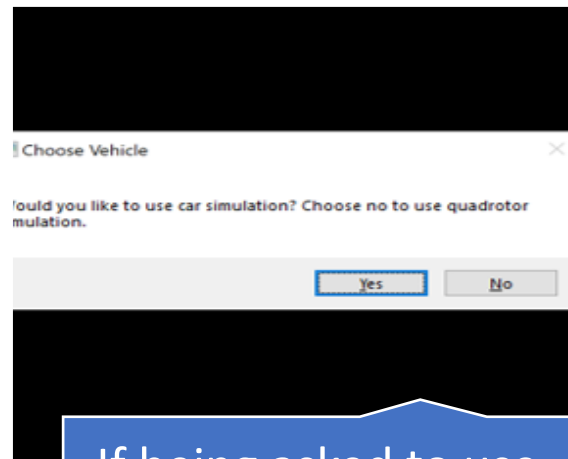 Choose Vehicle
ould you like to use car simulation? Choose no to use quadrotor
mulation.
Yes No
If being asked to use